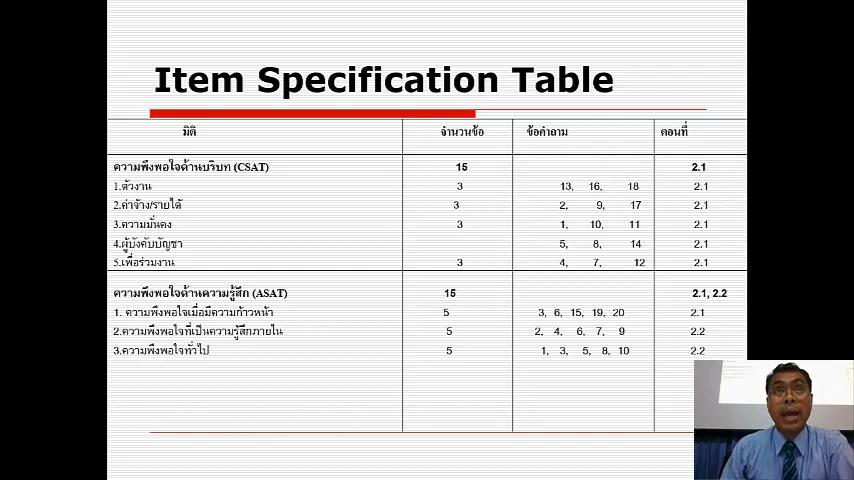 Item Specification Table
มิติ จำนวนข้อ ข้อคำถาม ตอนที่
ความพึงพอใจด้านบริบท (CSAT) 15 2.1
1.ตัวงาน 3 13, 16, 18 2.1
2.ค่าจ้าง/รายได้ 3 2, 9, 17 2.1
3.ความมั่นคง 3 1, 10, 11 2.1
4.ผู้บังคับบัญชา 5, 8, 14 2.1
5.เพื่อร่วมงาน 3 4, 7, 12 2.1
ความพึงพอใจด้านความรู้สึก (ASAT) 15 2.1, 2.2
1. ความพึงพอใจเมื่อมีความก้าวหน้า 5 3, 6, 15, 19, 20 2.1
2.ความพึงพอใจที่เป็นความรู้สึกภายใน 5 2, 4, 6, 7, 9 2.2
3.ความพึงพอใจทั่วไป 5 1, 3, 5, 8, 10 2.2